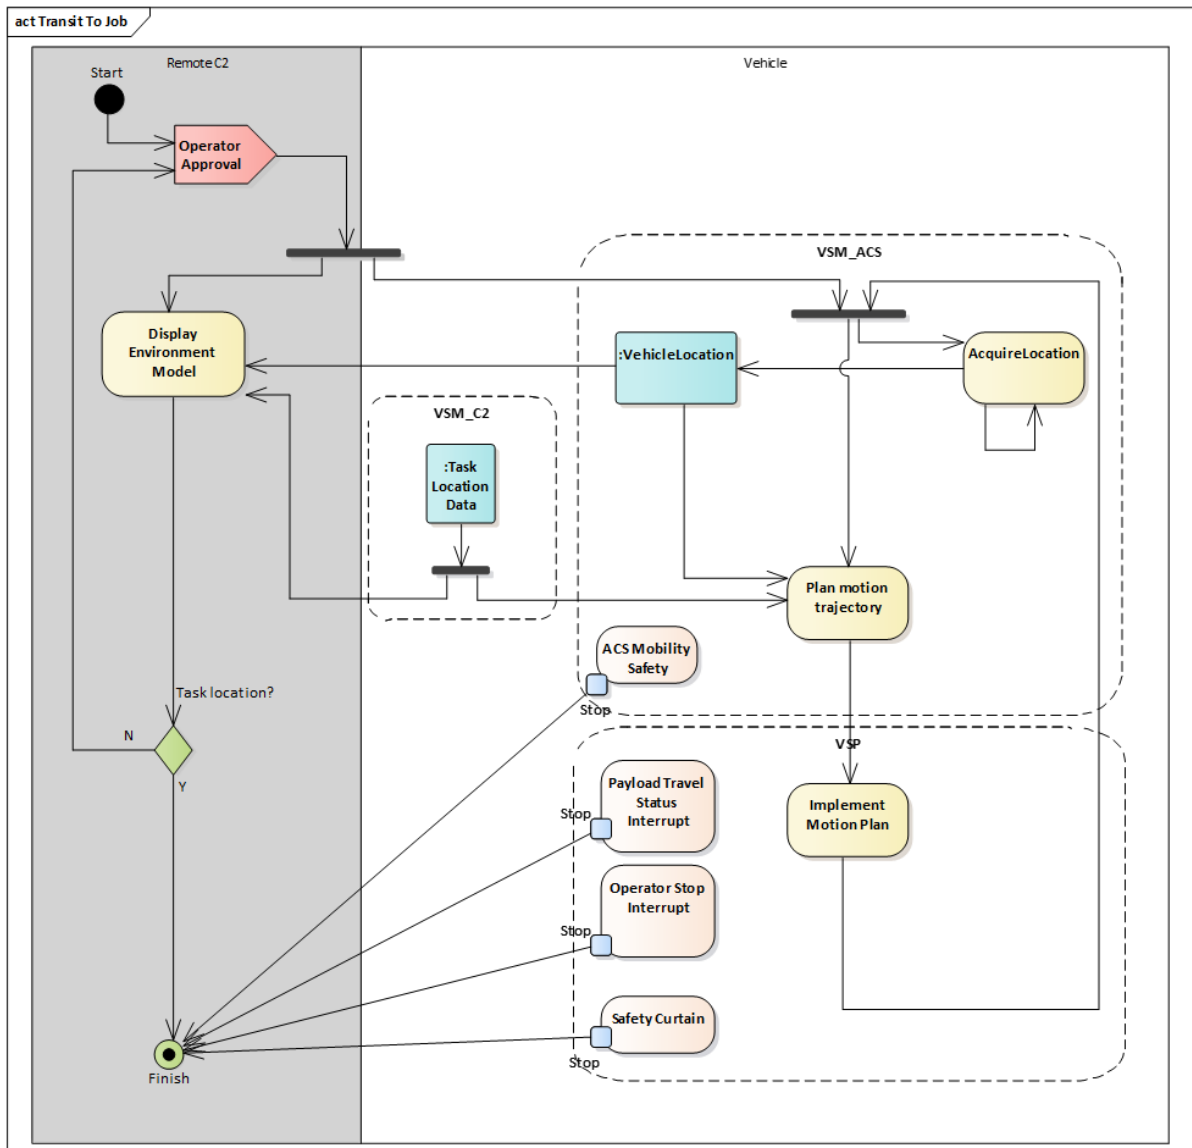 act Transit To Job
Remote C2
Vehicle
Start
Operator
Approval
VSM_ACS
Display
Environment
Model
:VehicleLocation
AcquireLocation
VSM_C2
:Task
Location
Data
Plan motion
trajectory
ACS Mobility
Safety
Stop
Task location?
N
Y
VSP
Payload Travel
Status
Interrupt
Stop
Implement
Motion Plan
Operator Stop
Interrupt
Stop
Safety Curtain
Stop
Finish